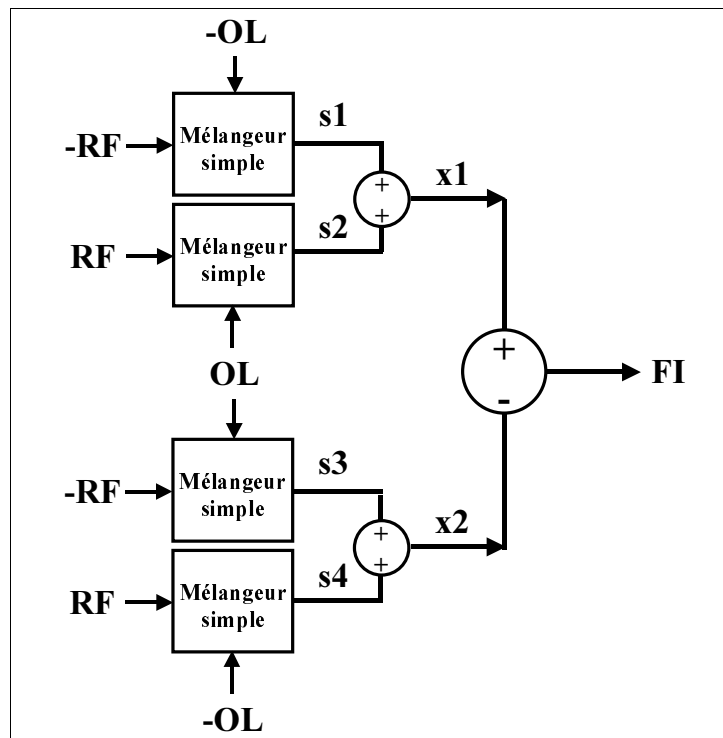 -OL
-RF
Mélangeur
simple
s1
+
+
x1
RF
Mélangeur
simple
s2
OL
+
-
FI
-RF
Mélangeur
simple
s3
+
+
x2
RF
Mélangeur
simple
s4
-OL